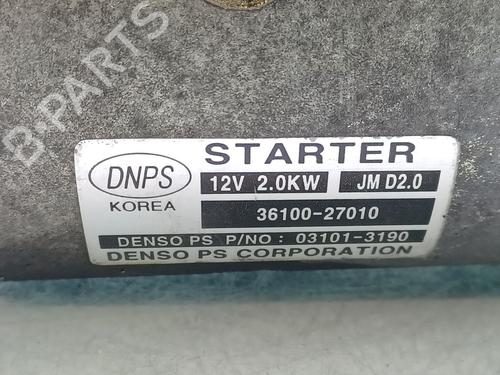 B-PARTS
DNPS
KOREA
STARTER
12V 2.0KW JM D2.0
36100-27010
DENSO PS P/NO : 03101-3190
DENSO PS CORPORATION